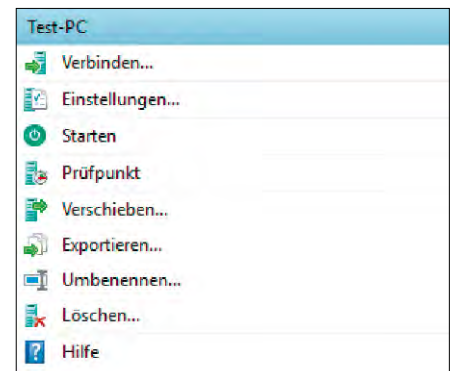 Test-PC
Verbinden...
Einstellungen...
Starten
Prüfpunkt
Verschieben...
Exportieren...
Umbenennen...
Löschen...
Hilfe